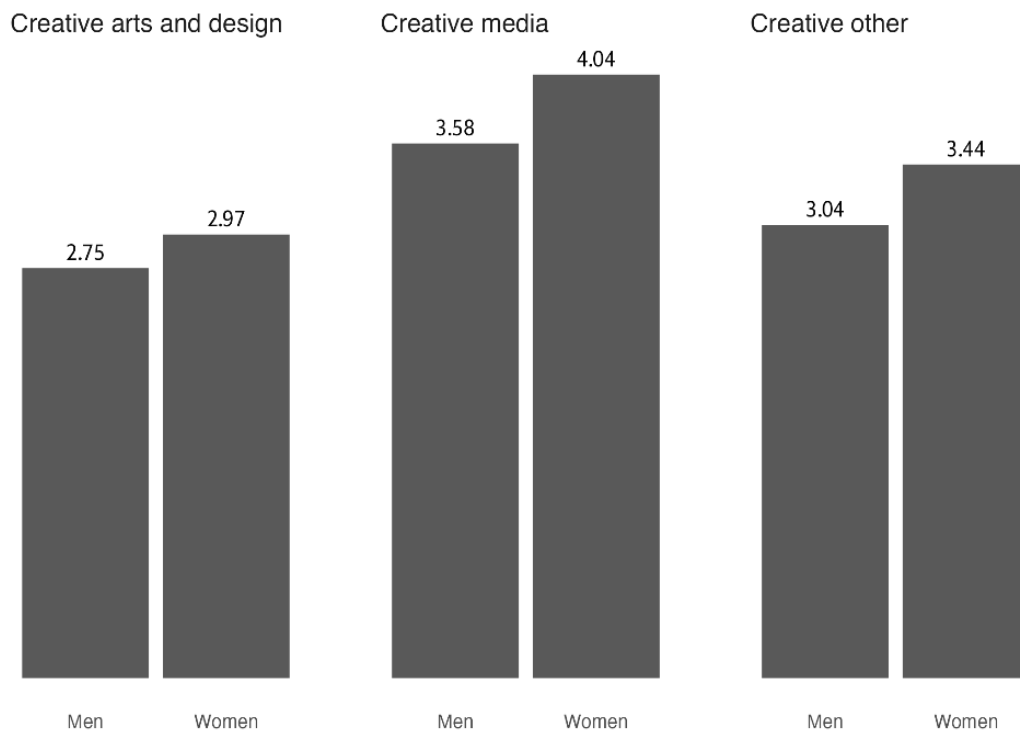 Creative arts and design
2.75
2.97
Men
Women
Creative media
3.58
4.04
Men
Women
Creative other
3.04
3.44
Men
Women